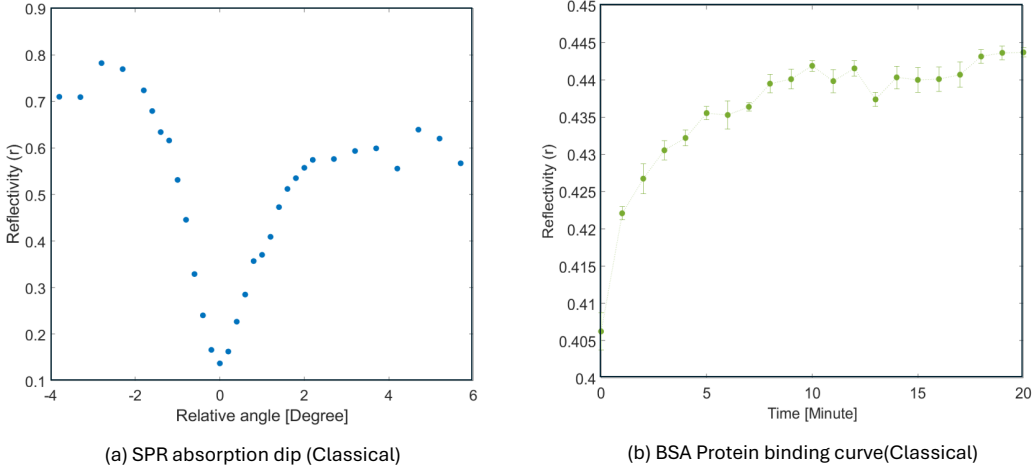 0.9
0.8
0.7
0.6
0.5
0.4
0.3
0.2
0.1
Reflectivity (r)
-4 -2 0 2 4 6
Relative angle [Degree]
(a) SPR absorption dip (Classical)
0.45
0.445
0.44
0.435
0.43
0.425
0.42
0.415
0.41
0.405
0.4
Reflectivity (r)
0 5 10 15 20
Time [Minute]
(b) BSA Protein binding curve(Classical)